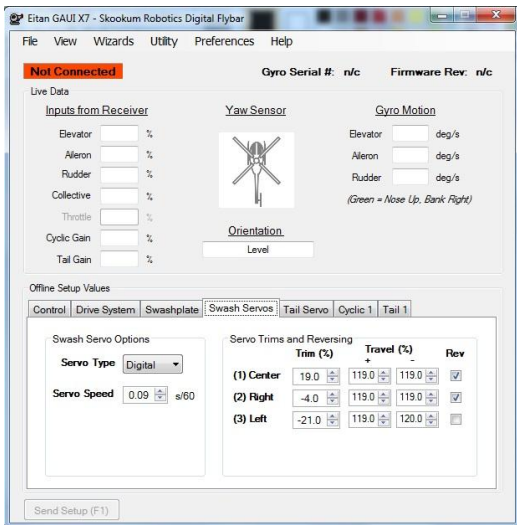 Eitan GAUI X7 - Skookum Robotics Digital Flybar
File View Wizards Utility Preferences Help
Not Connected Gyro Serial #: n/c Firmware Rev: n/c
Live Data
Inputs from Receiver Yaw Sensor Gyro Motion
Elevator % Elevator deg/s
Aileron % Aileron deg/s
Rudder % Rudder deg/s
Collective % (Green = Nose Up, Bank Right)
Throttle %
Cyclic Gain % Orientation
Tail Gain % Level
Offline Setup Values
Control Drive System Swashplate Swash Servos Tail Servo Cyclic 1 Tail 1
Swash Servo Options
Servo Type Digital
Servo Speed 0.09 s/60
Servo Trims and Reversing
Trim (%) Travel (%) Rev
+ -
(1) Center 19.0 119.0 119.0
(2) Right -4.0 119.0 119.0
(3) Left -21.0 119.0 120.0
Send Setup (F1)